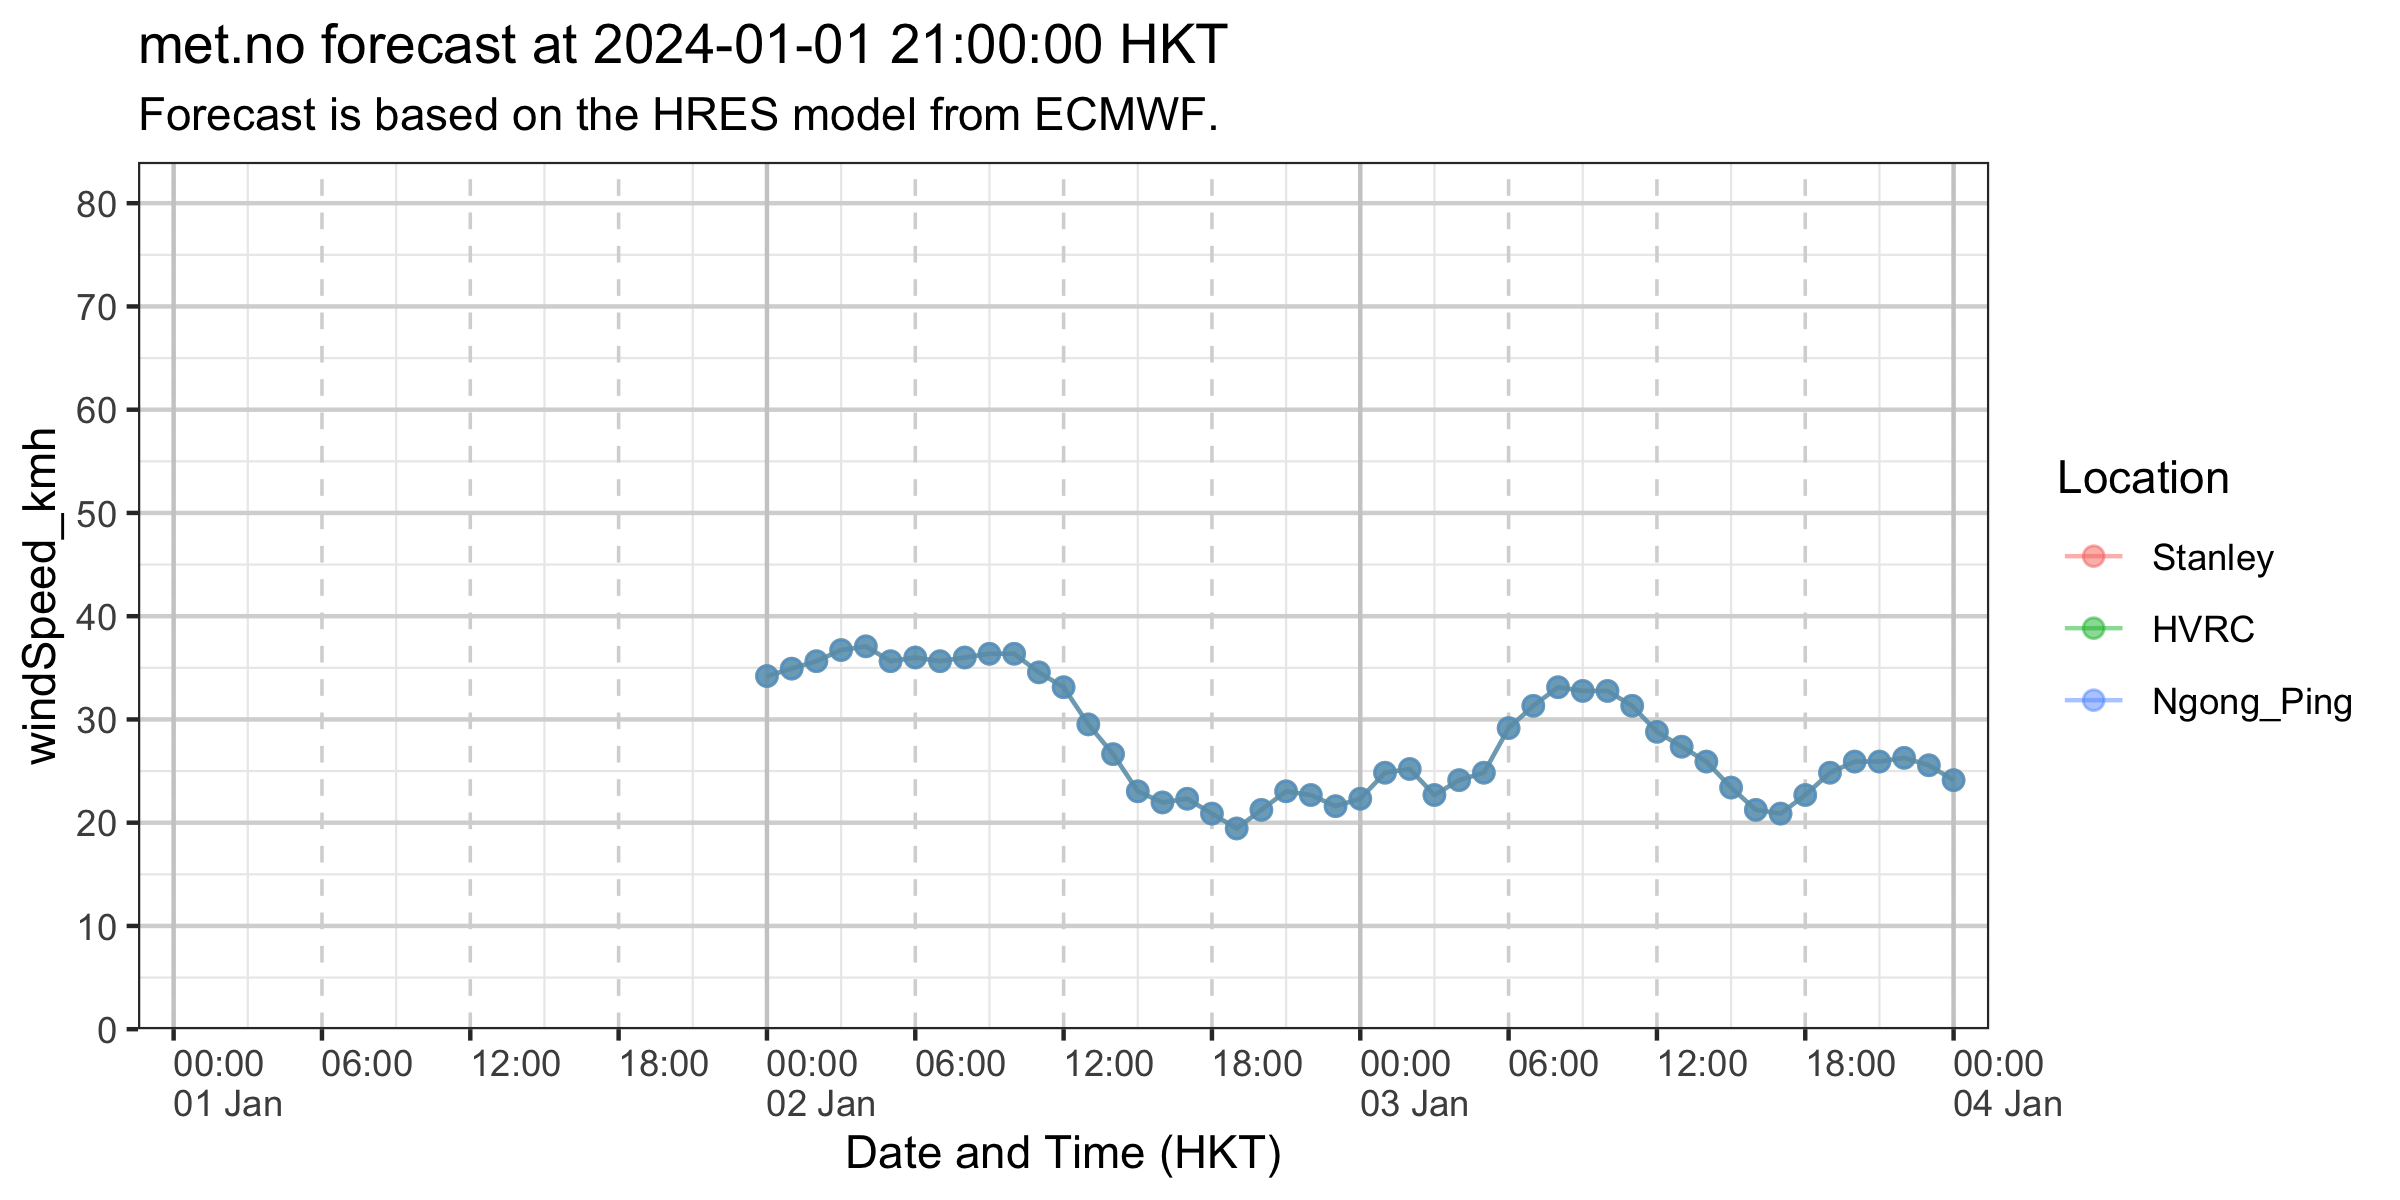 met.no forecast at 2024-01-01 21:00:00 HKT
Forecast is based on the HRES model from ECMWF.
windSpeed_kmh
80
70
60
50
40
30
20
10
0
00:00 06:00 12:00 18:00 00:00 06:00 12:00 18:00 00:00 06:00 12:00 18:00 00:00
01 Jan 02 Jan 03 Jan 04 Jan
Date and Time (HKT)
Location
Stanley
HVRC
Ngong_Ping